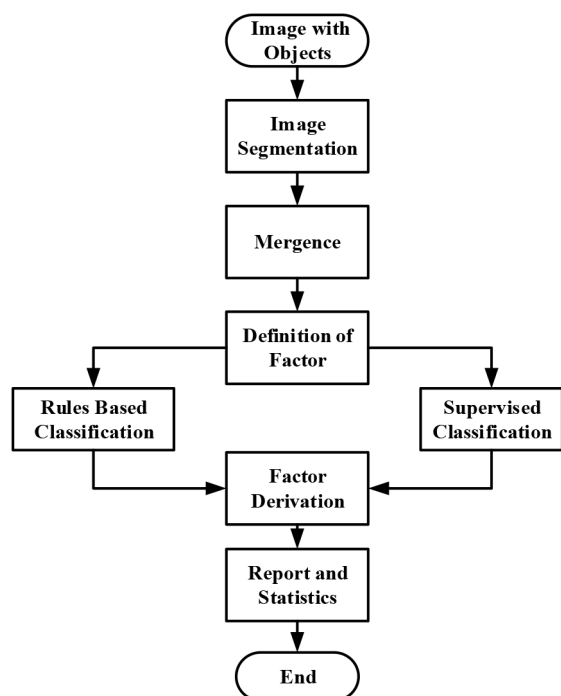 Image with
Objects
Image
Segmentation
Mergence
Definition of
Factor
Rules Based
Classification
Supervised
Classification
Factor
Derivation
Report and
Statistics
End